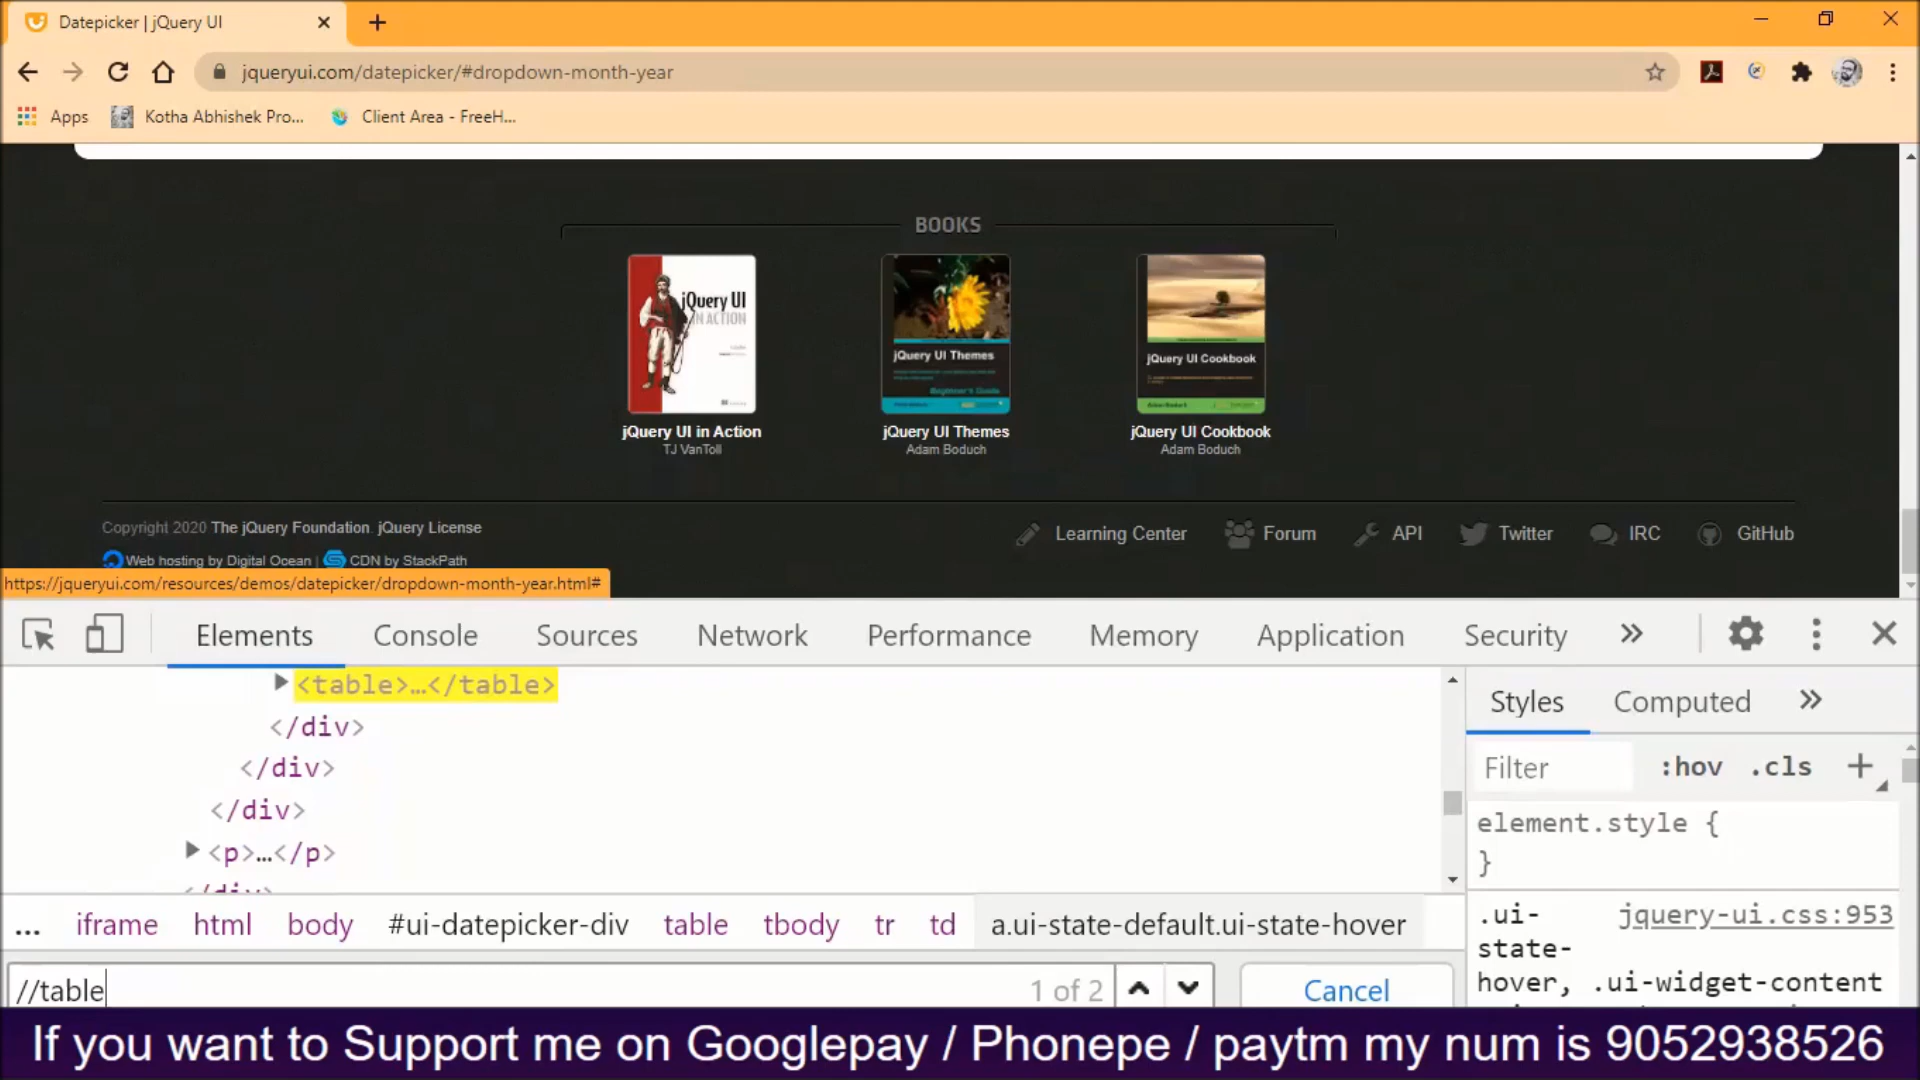 Datepicker | jQuery UI
jqueryui.com/datepicker/#dropdown-month-year
Apps
Kotha Abhishek Pro...
Client Area - FreeH...
BOOKS
jQuery UI
IN ACTION
jQuery UI Themes
Beginner's Guide
jQuery UI Cookbook
jQuery UI in Action
TJ VanToll
jQuery UI Themes
Adam Boduch
jQuery UI Cookbook
Adam Boduch
Copyright 2020 The jQuery Foundation. jQuery License
Learning Center
Forum
API
Twitter
IRC
GitHub
Web hosting by Digital Ocean | CDN by StackPath
https://jqueryui.com/resources/demos/datepicker/dropdown-month-year.html#
Elements
Console
Sources
Network
Performance
Memory
Application
Security
<table>…</table>
</div>
</div>
</div>
<p>…</p>
</div>
Styles
Computed
Filter
:hov
.cls
element.style {
}
.ui-
jquery-ui.css:953
state-
hover, .ui-widget-content
... iframe html body #ui-datepicker-div table tbody tr td a.ui-state-default.ui-state-hover
//table
1 of 2
Cancel
If you want to Support me on Googlepay / Phonepe / paytm my num is 9052938526